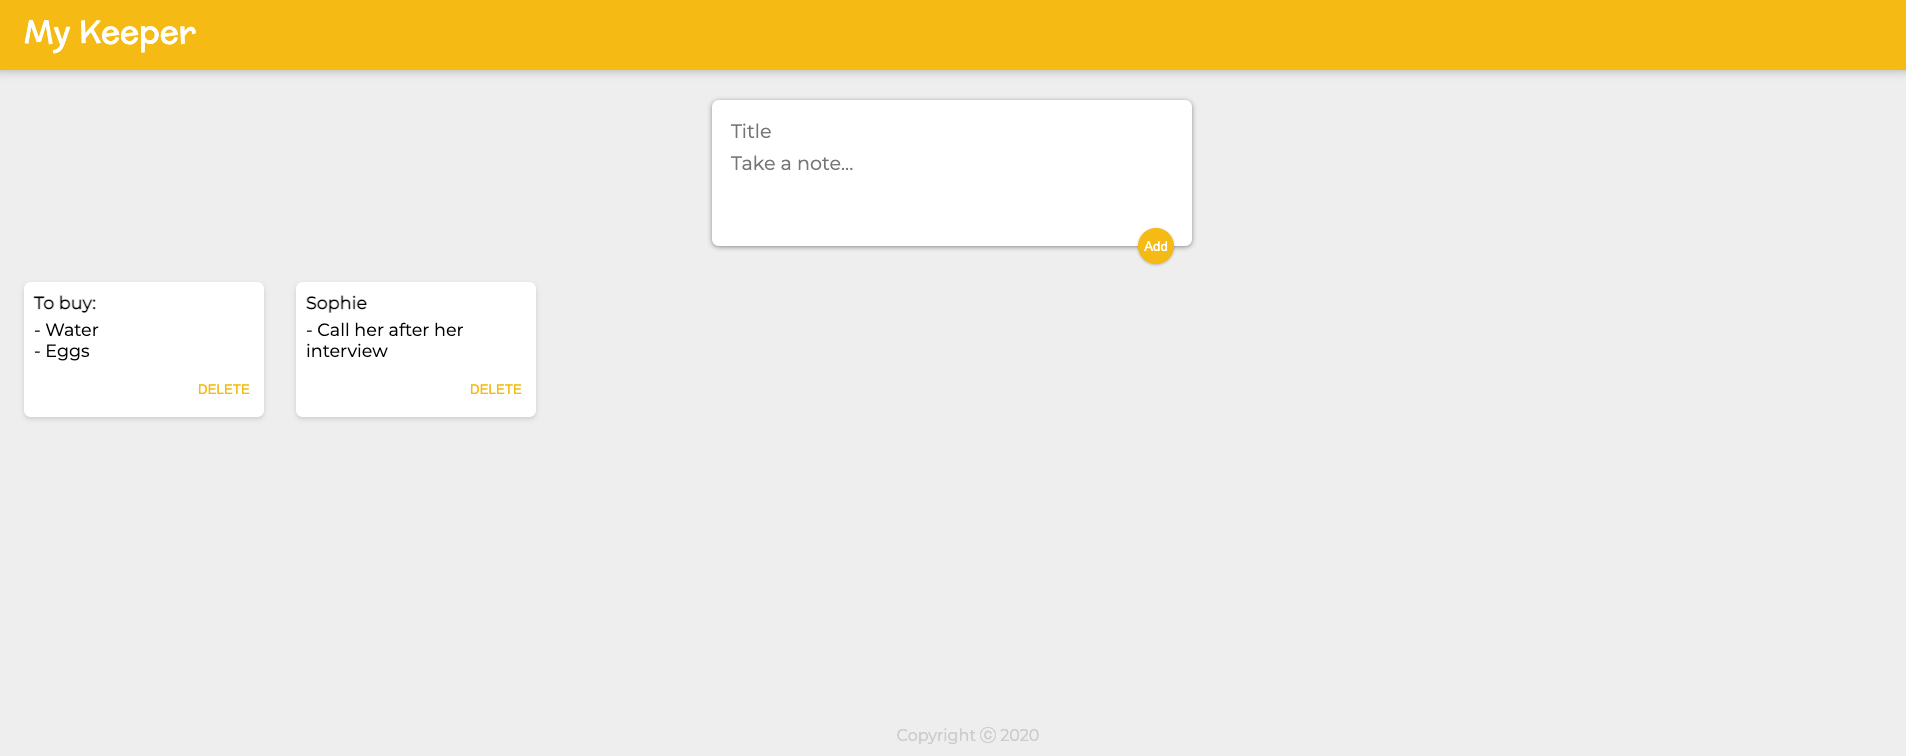 My Keeper
Title
Take a note...
Add
To buy:
- Water
- Eggs
DELETE
Sophie
- Call her after her
interview
DELETE
Copyright ⓒ 2020